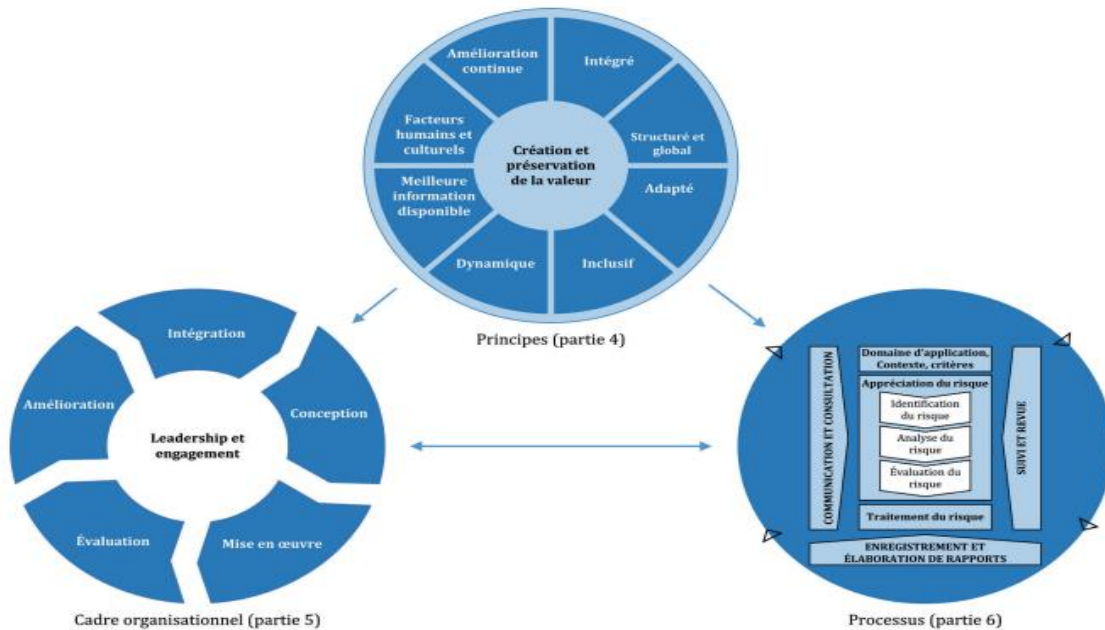 Amélioration
continue
Intégré
Facteurs
humains et
culturels
Création et
préservation
de la valeur
Structuré et
global
Meilleure
information
disponible
Adapté
Dynamique
Inclusif
Principes (partie 4)
Intégration
Amélioration
Conception
Leadership et
engagement
Évaluation
Mise en œuvre
Cadre organisationnel (partie 5)
COMMUNICATION ET CONSULTATION
Domaine d'application,
Contexte, critères
Appréciation du risque
Identification
du risque
Analyse du
risque
Évaluation du
risque
Traitement du risque
SUIVI ET REVUE
ENREGISTREMENT ET
ÉLABORATION DE RAPPORTS
Processus (partie 6)